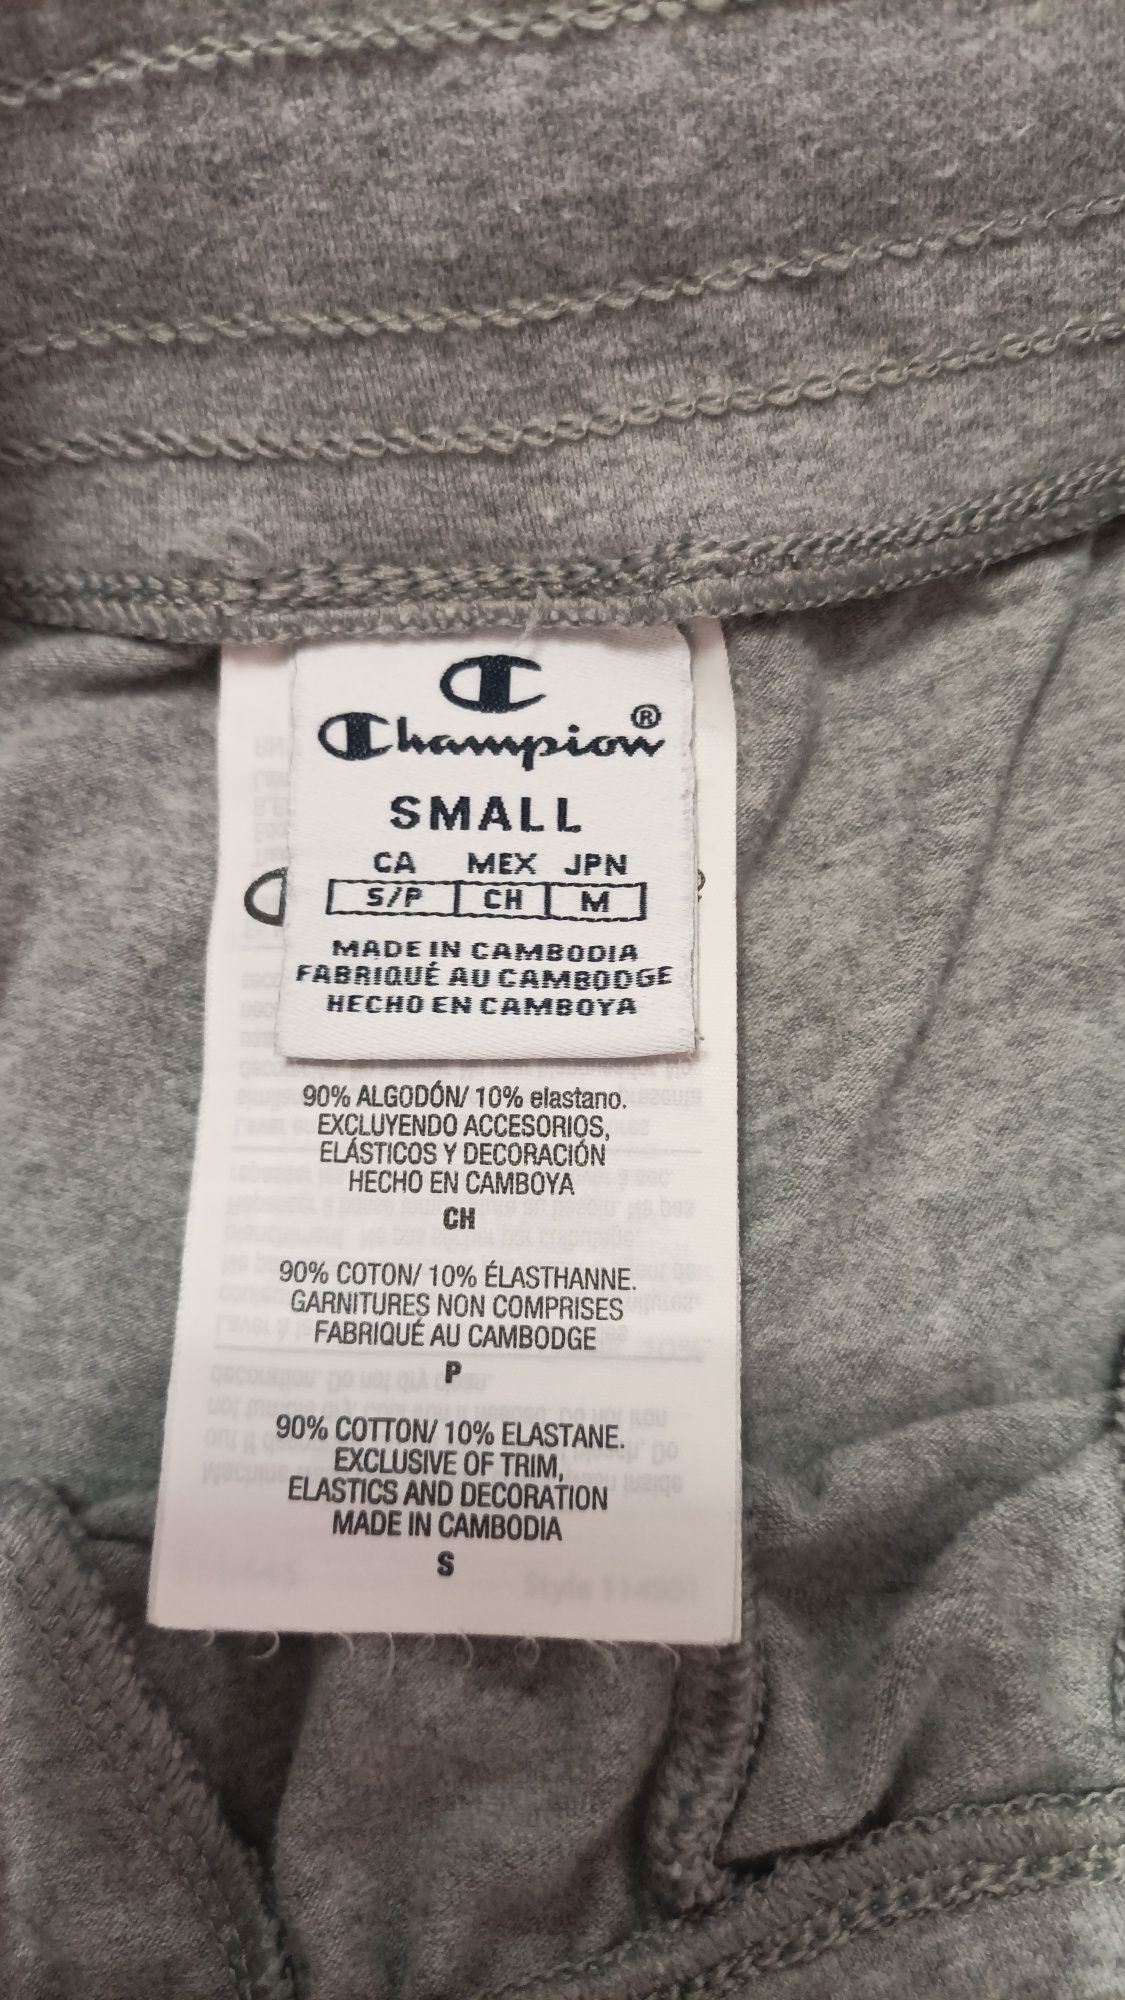 Champion®
SMALL
CA MEX JPN
S/P CH M
MADE IN CAMBODIA
FABRIQUÉ AU CAMBODGE
HECHO EN CAMBOYA
90% ALGODÓN/ 10% elastano.
EXCLUYENDO ACCESORIOS,
ELÁSTICOS Y DECORACIÓN
HECHO EN CAMBOYA
CH
90% COTON/ 10% ÉLASTHANNE.
GARNITURES NON COMPRISES
FABRIQUÉ AU CAMBODGE
P
90% COTTON/ 10% ELASTANE.
EXCLUSIVE OF TRIM,
ELASTICS AND DECORATION
MADE IN CAMBODIA
S